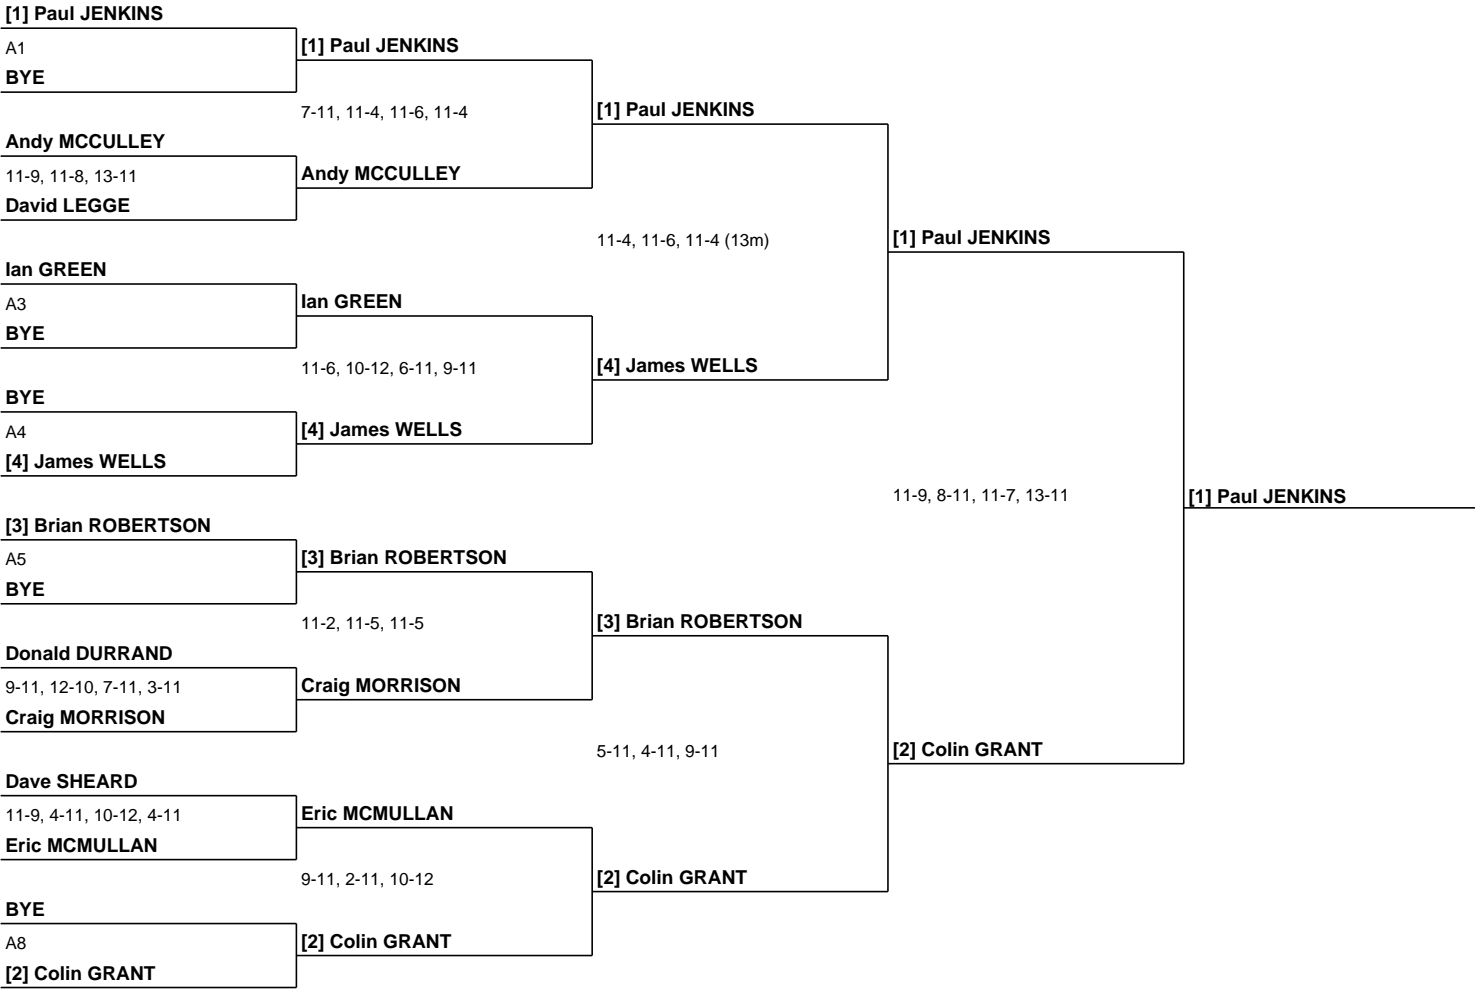 [1] Paul JENKINS
A1
BYE
Andy MCCULLEY
11-9, 11-8, 13-11
David LEGGE
Ian GREEN
A3
BYE
BYE
A4
[4] James WELLS
[3] Brian ROBERTSON
A5
BYE
Donald DURRAND
9-11, 12-10, 7-11, 3-11
Craig MORRISON
Dave SHEARD
11-9, 4-11, 10-12, 4-11
Eric MCMULLAN
BYE
A8
[2] Colin GRANT
[1] Paul JENKINS
7-11, 11-4, 11-6, 11-4
Andy MCCULLEY
Ian GREEN
11-6, 10-12, 6-11, 9-11
[4] James WELLS
[3] Brian ROBERTSON
11-2, 11-5, 11-5
Craig MORRISON
Eric MCMULLAN
9-11, 2-11, 10-12
[2] Colin GRANT
[1] Paul JENKINS
11-4, 11-6, 11-4 (13m)
[4] James WELLS
[3] Brian ROBERTSON
5-11, 4-11, 9-11
[2] Colin GRANT
[1] Paul JENKINS
11-9, 8-11, 11-7, 13-11
[2] Colin GRANT
[1] Paul JENKINS